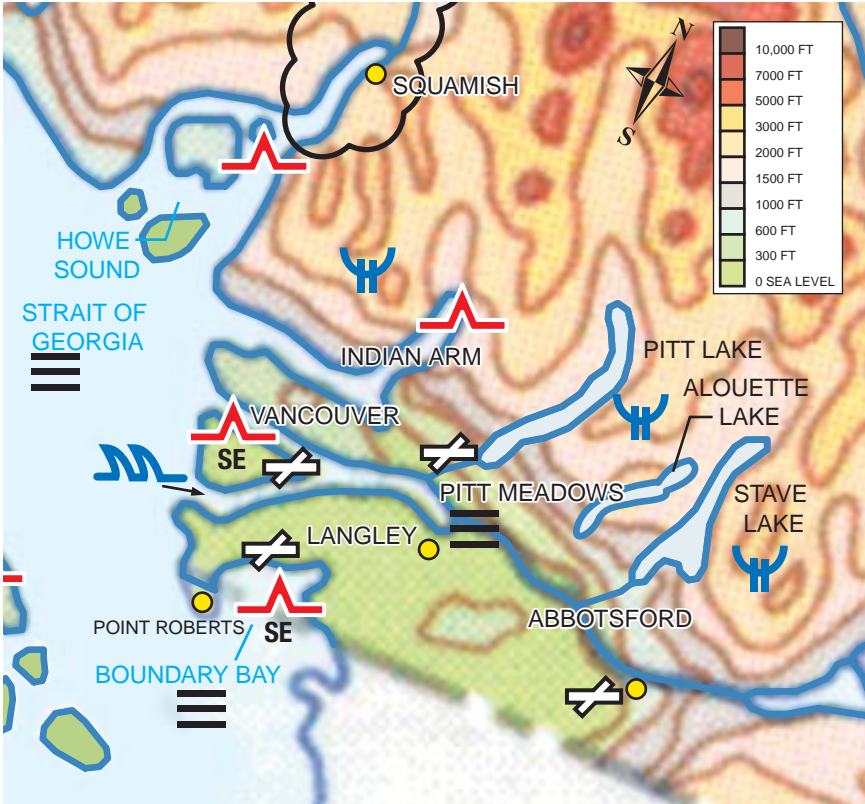 SQUAMISH
N
S
10,000 FT
7000 FT
5000 FT
3000 FT
2000 FT
1500 FT
1000 FT
600 FT
300 FT
0 SEA LEVEL
HOWE
SOUND
STRAIT OF
GEORGIA
INDIAN ARM
PITT LAKE
ALOUETTE
LAKE
VANCOUVER
SE
PITT MEADOWS
STAVE
LAKE
LANGLEY
ABBOTSFORD
POINT ROBERTS
SE
BOUNDARY BAY